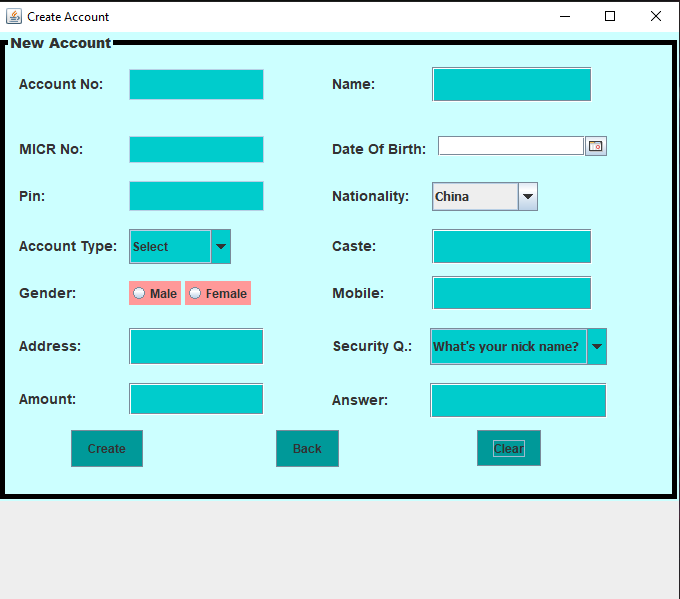 Create Account
New Account
Account No:
Name:
MICR No:
Date Of Birth:
Pin:
Nationality:
China
Account Type:
Select
Caste:
Gender:
Male
Female
Mobile:
Address:
Security Q.:
What's your nick name?
Amount:
Answer:
Create
Back
Clear